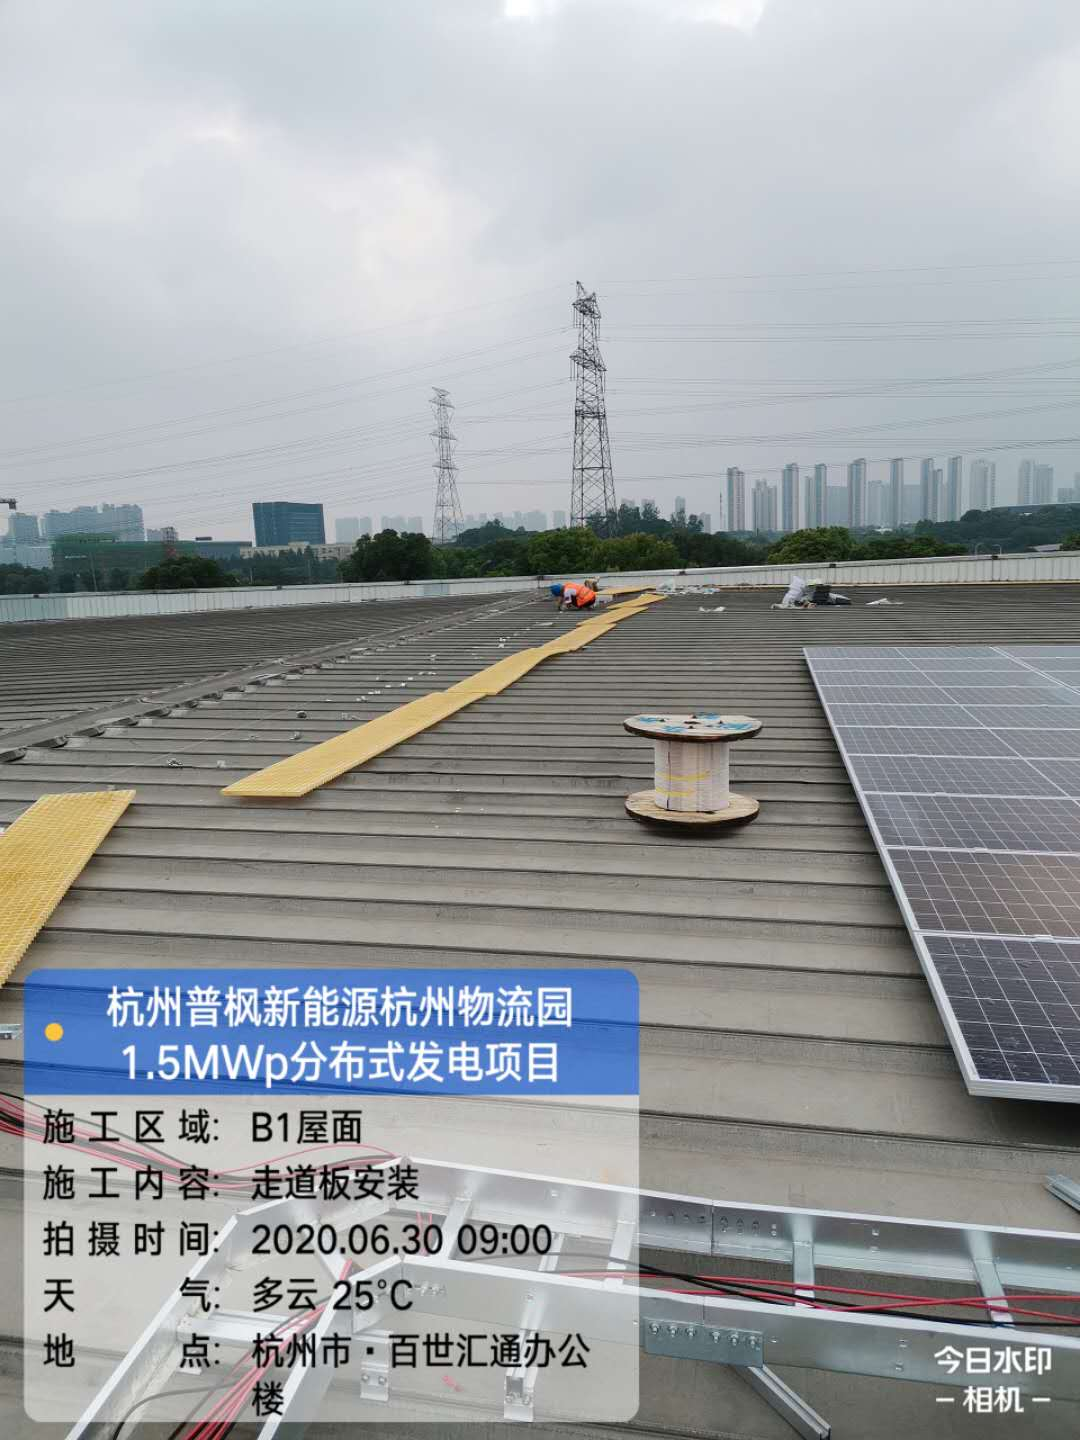 杭州普枫新能源杭州物流园
1.5MWp分布式发电项目
施工区域: B1屋面
施工内容: 走道板安装
拍摄时间: 2020.06.30 09:00
天气: 多云 25℃
地点: 杭州市·百世汇通办公
楼
今日水印
相机